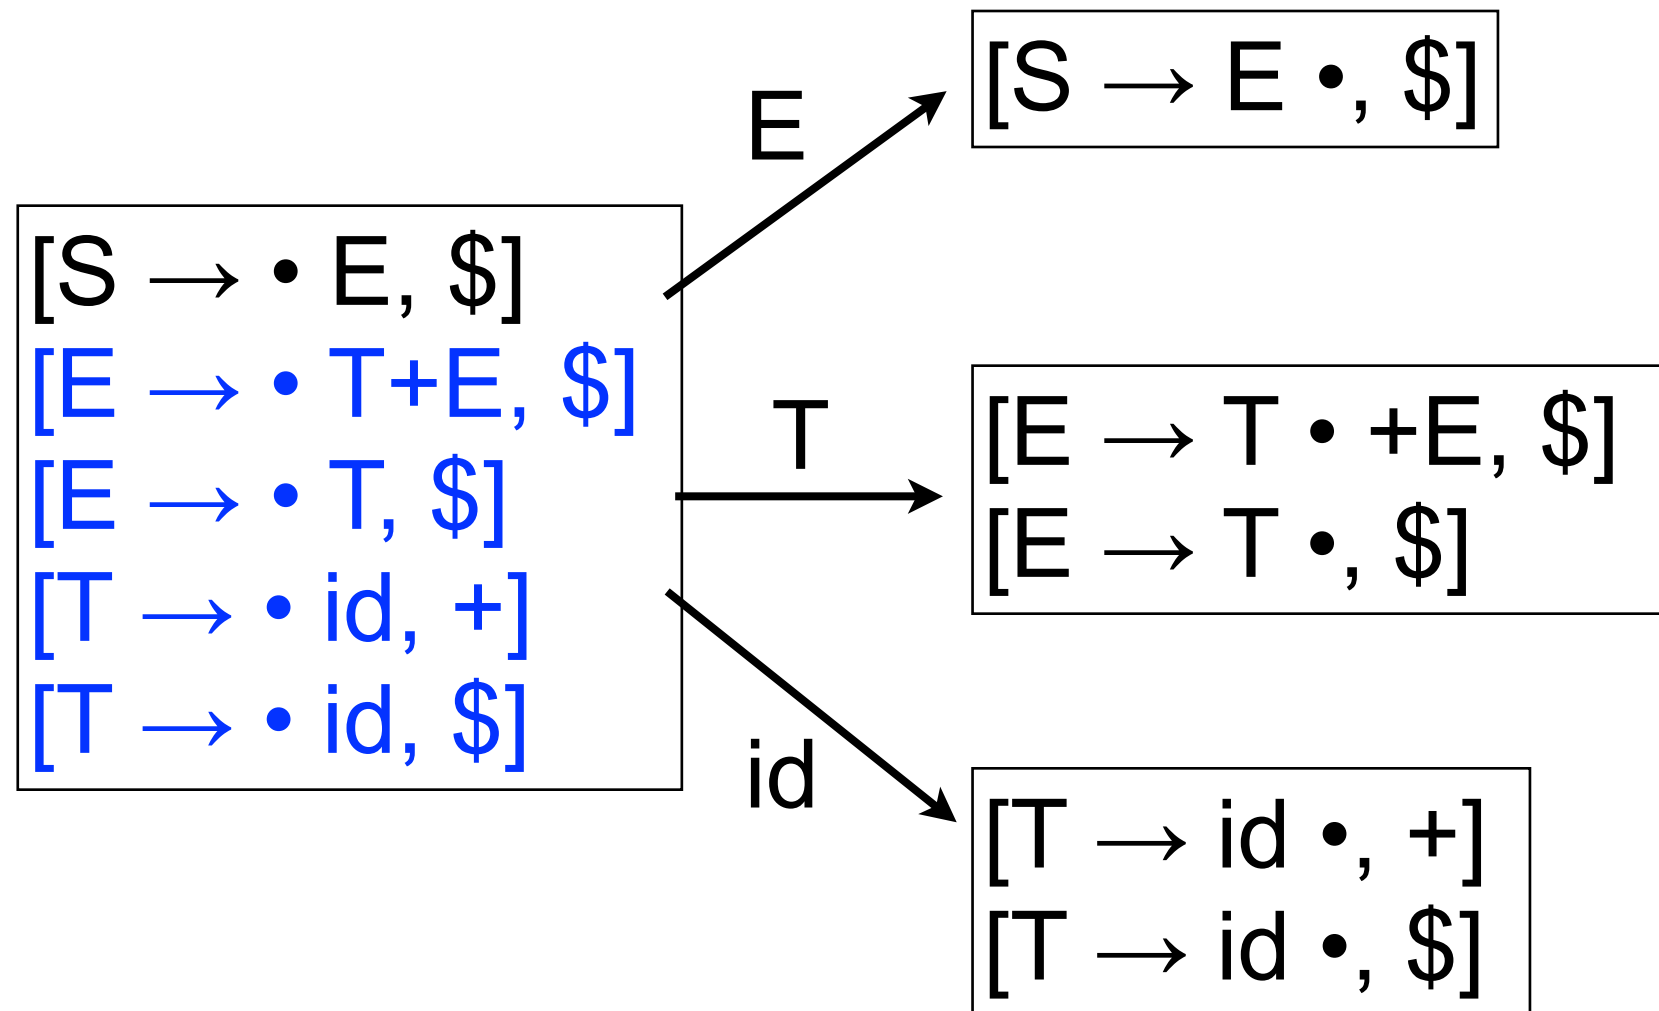 [S → • E, $]
[E → • T+E, $]
[E → • T, $]
[T → • id, +]
[T → • id, $]
E
T
id
[S → E •, $]
[E → T • +E, $]
[E → T •, $]
[T → id •, +]
[T → id •, $]